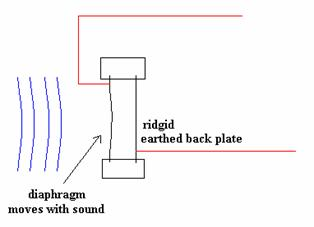 ridgid
earthed back plate
diaphragm
moves with sound